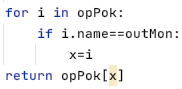 for i in opPok:
    if i.name==outMon:
        x=i
return opPok[x]